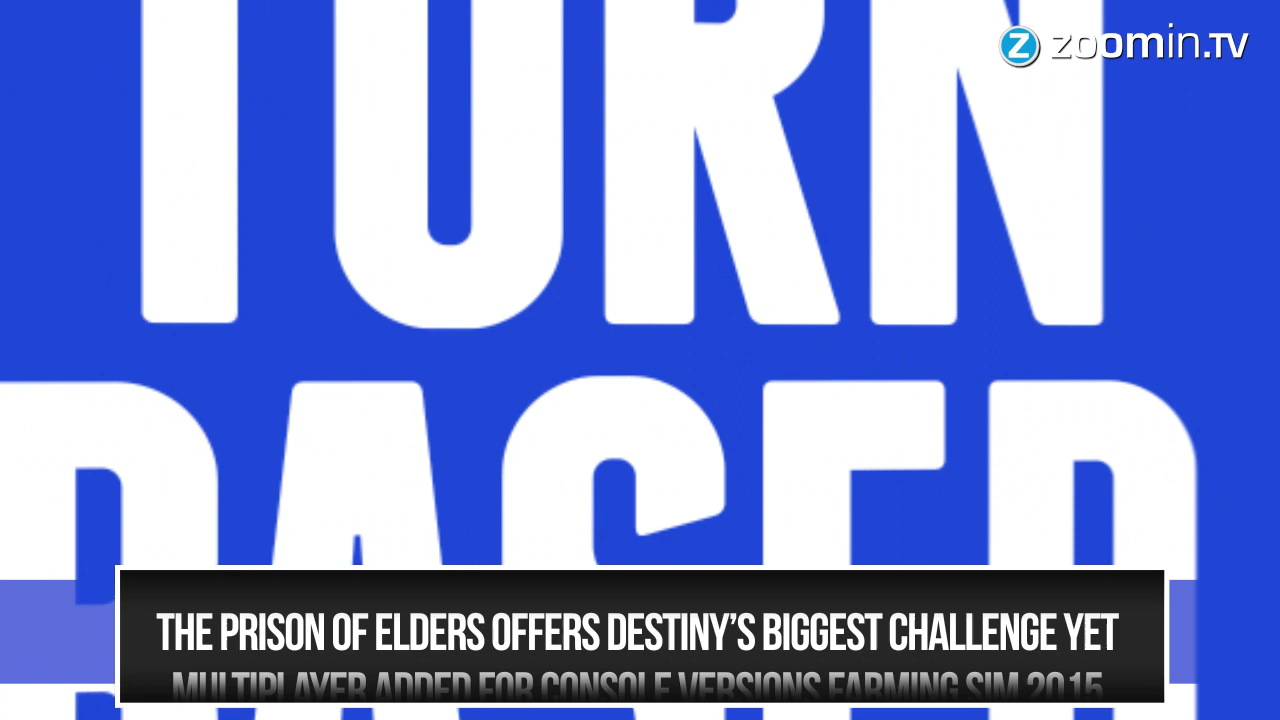 zoomin.TV
TURN
BASED
THE PRISON OF ELDERS OFFERS DESTINY'S BIGGEST CHALLENGE YET
MULTIPLAYER ADDED FOR CONSOLE VERSIONS FARMING SIM 2015